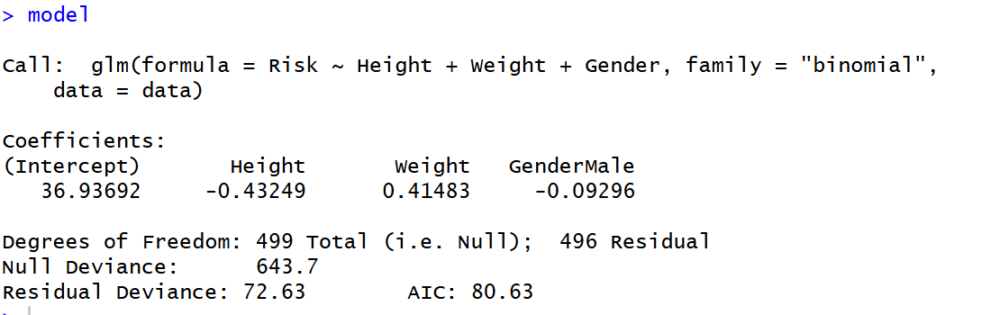 > model
Call:  glm(formula = Risk ~ Height + Weight + Gender, family = "binomial",
    data = data)
Coefficients:
(Intercept)       Height       Weight   GenderMale
   36.93692     -0.43249      0.41483     -0.09296
Degrees of Freedom: 499 Total (i.e. Null);  496 Residual
Null Deviance:      643.7
Residual Deviance: 72.63        AIC: 80.63
>